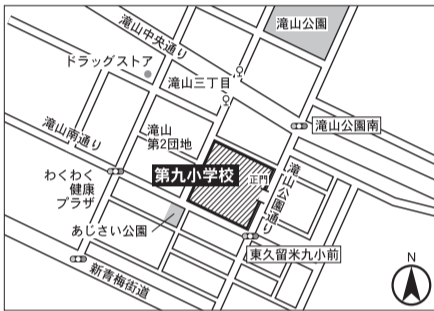 滝山公園
滝山中央通り
ドラッグストア
滝山三丁目
滝山公園南
滝山南通り
滝山
第2団地
わくわく
健康
プラザ
第九小学校
正門
滝山公園通り
あじさい公園
東久留米九小前
新青梅街道
N